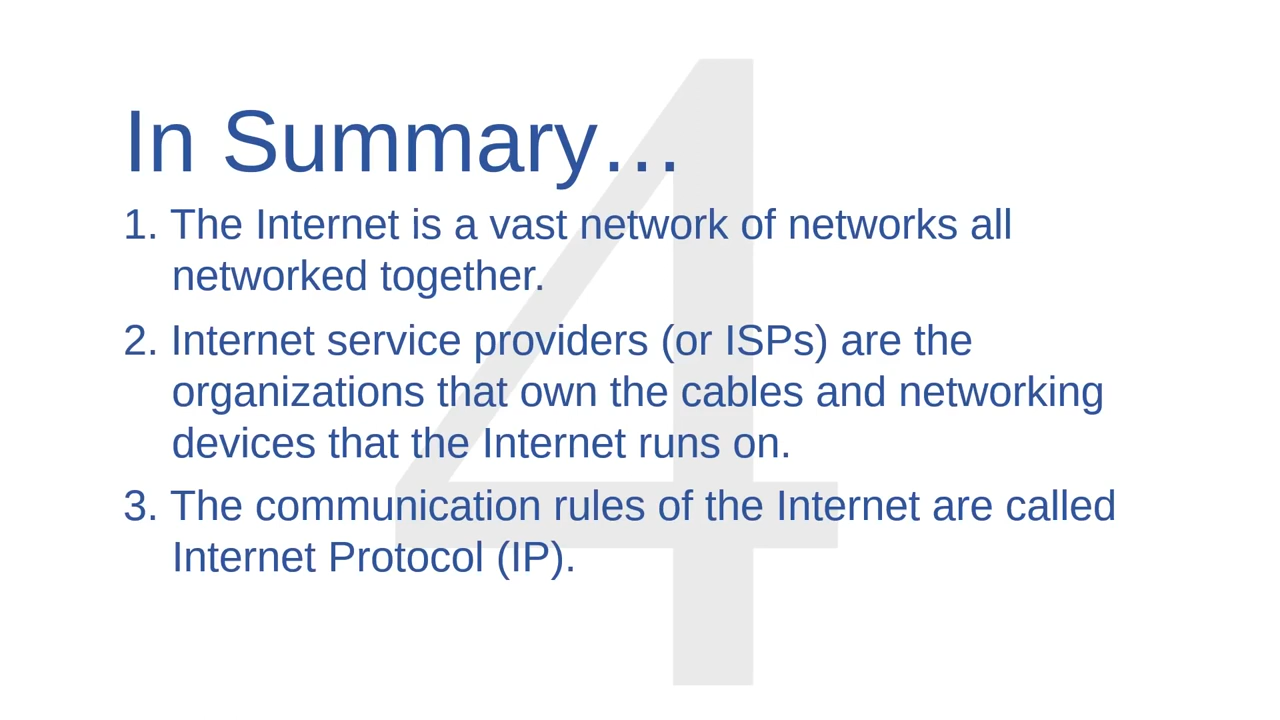 In Summary…
1. The Internet is a vast network of networks all
networked together.
2. Internet service providers (or ISPs) are the
organizations that own the cables and networking
devices that the Internet runs on.
3. The communication rules of the Internet are called
Internet Protocol (IP).
4